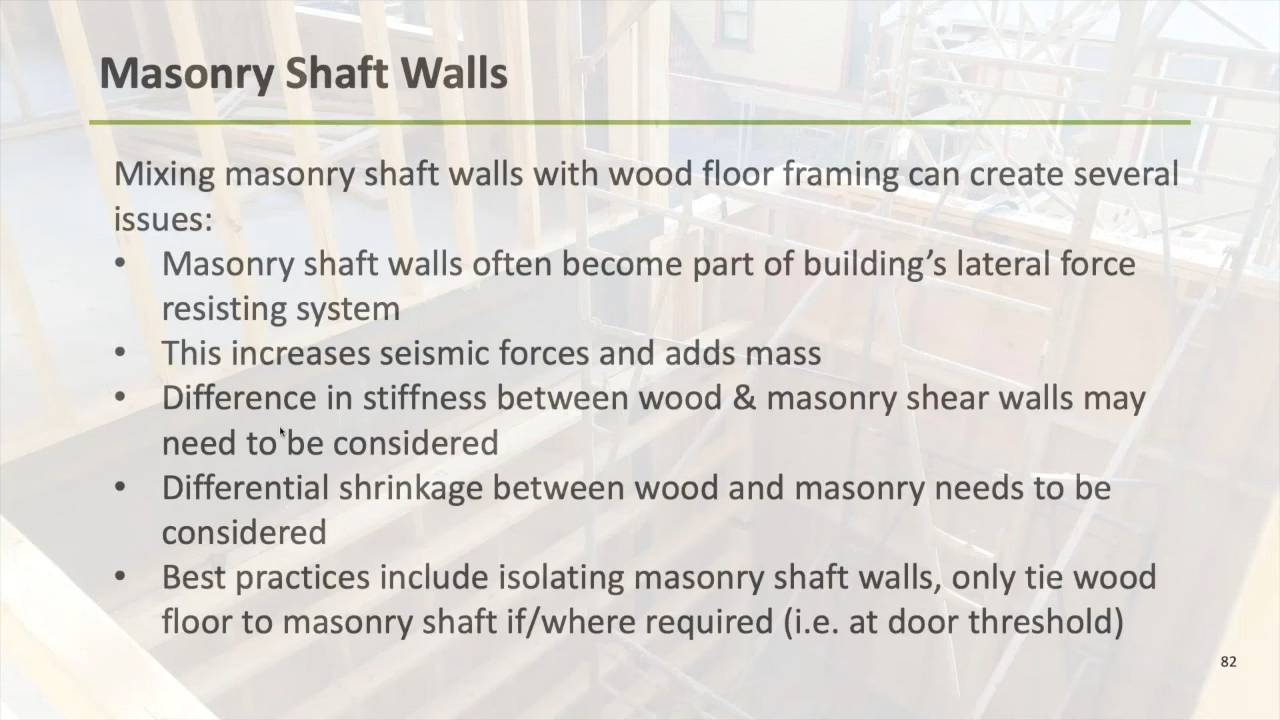 Masonry Shaft Walls
Mixing masonry shaft walls with wood floor framing can create several
issues:
• Masonry shaft walls often become part of building’s lateral force
resisting system
• This increases seismic forces and adds mass
• Difference in stiffness between wood & masonry shear walls may
need to be considered
• Differential shrinkage between wood and masonry needs to be
considered
• Best practices include isolating masonry shaft walls, only tie wood
floor to masonry shaft if/where required (i.e. at door threshold)
82